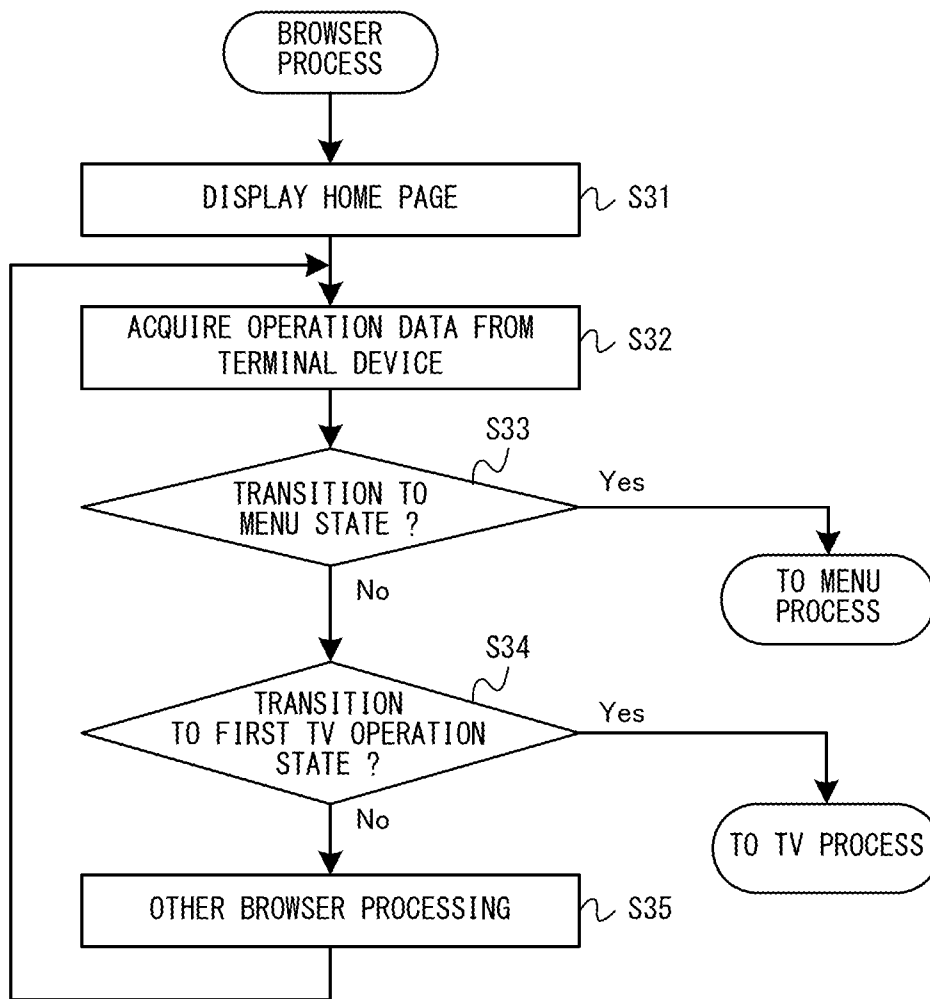 BROWSER
PROCESS
DISPLAY HOME PAGE
S31
ACQUIRE OPERATION DATA FROM
TERMINAL DEVICE
S32
S33
TRANSITION TO
MENU STATE ?
Yes
No
TO MENU
PROCESS
S34
TRANSITION
TO FIRST TV OPERATION
STATE ?
Yes
No
TO TV PROCESS
OTHER BROWSER PROCESSING
S35